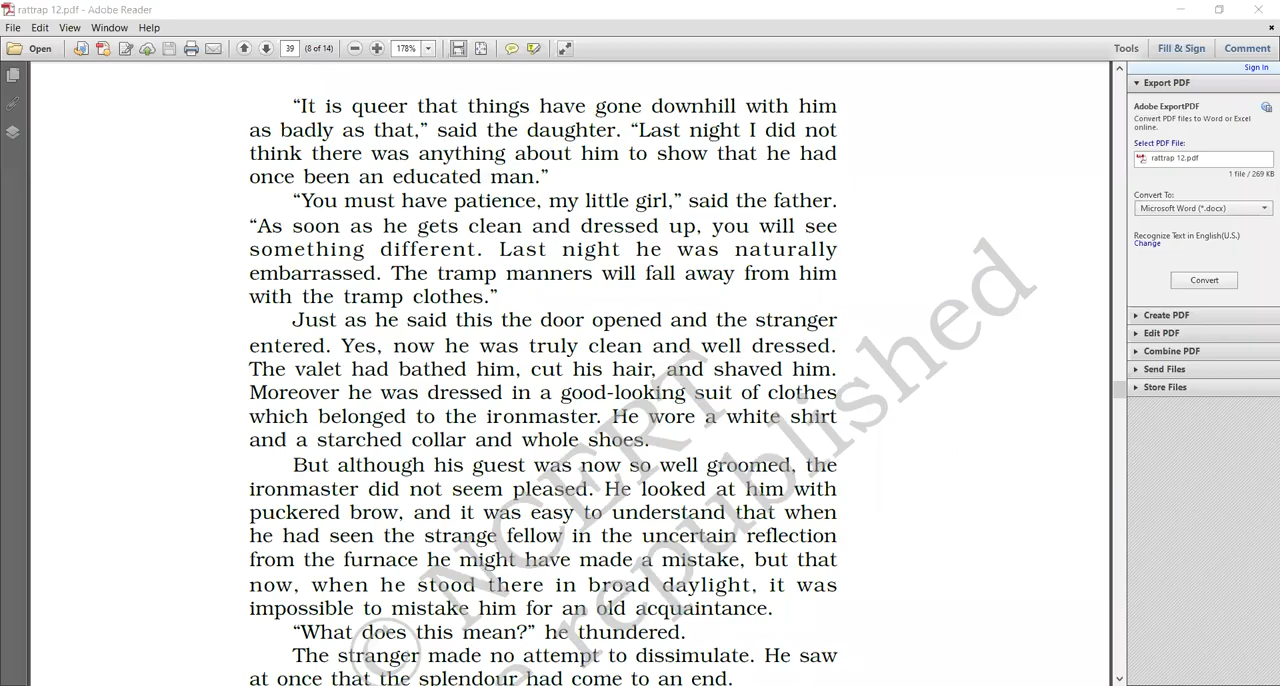 rattrap 12.pdf - Adobe Reader
File Edit View Window Help
Open 39 (8 of 14) 178% Tools Fill & Sign Comment
Sign In
Export PDF
Adobe ExportPDF
Convert PDF files to Word or Excel
online.
Select PDF File:
rattrap 12.pdf
1 file / 269 KB
Convert To:
Microsoft Word (*.docx)
Recognize Text in English(U.S.)
Change
Convert
Create PDF
Edit PDF
Combine PDF
Send Files
Store Files
“It is queer that things have gone downhill with him
as badly as that,” said the daughter. “Last night I did not
think there was anything about him to show that he had
once been an educated man.”
“You must have patience, my little girl,” said the father.
“As soon as he gets clean and dressed up, you will see
something different. Last night he was naturally
embarrassed. The tramp manners will fall away from him
with the tramp clothes.”
Just as he said this the door opened and the stranger
entered. Yes, now he was truly clean and well dressed.
The valet had bathed him, cut his hair, and shaved him.
Moreover he was dressed in a good-looking suit of clothes
which belonged to the ironmaster. He wore a white shirt
and a starched collar and whole shoes.
But although his guest was now so well groomed, the
ironmaster did not seem pleased. He looked at him with
puckered brow, and it was easy to understand that when
he had seen the strange fellow in the uncertain reflection
from the furnace he might have made a mistake, but that
now, when he stood there in broad daylight, it was
impossible to mistake him for an old acquaintance.
“What does this mean?” he thundered.
The stranger made no attempt to dissimulate. He saw
at once that the splendour had come to an end.
© NCERT
e republished